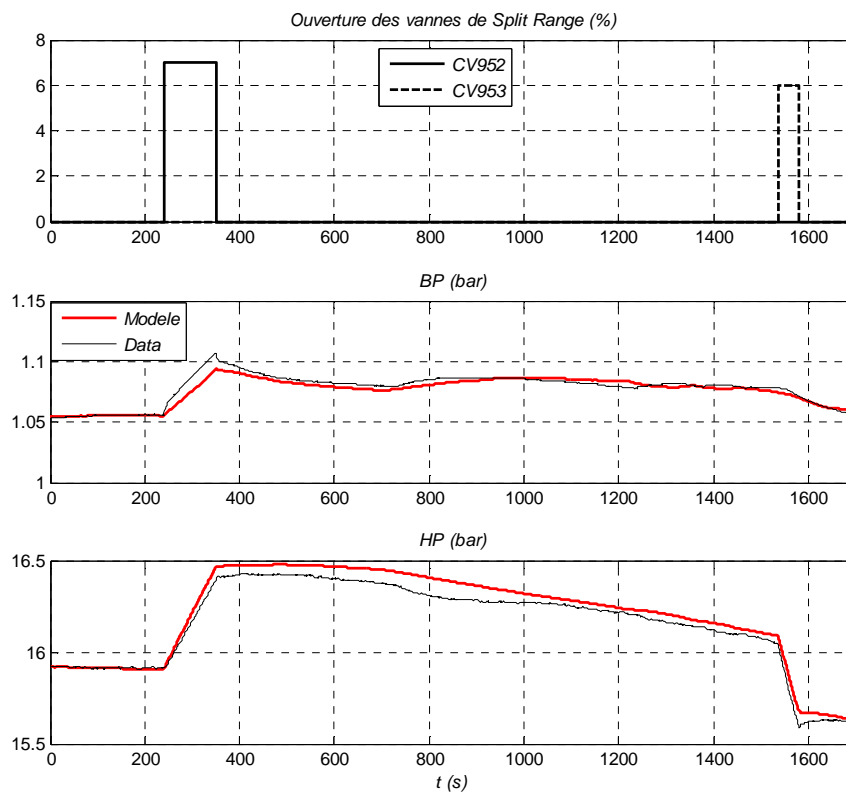 Ouverture des vannes de Split Range (%)
8
6
4
2
0
CV952
CV953
0 200 400 600 800 1000 1200 1400 1600
BP (bar)
1.15
1.1
1.05
1
Modele
Data
0 200 400 600 800 1000 1200 1400 1600
HP (bar)
16.5
16
15.5
0 200 400 600 800 1000 1200 1400 1600
t (s)